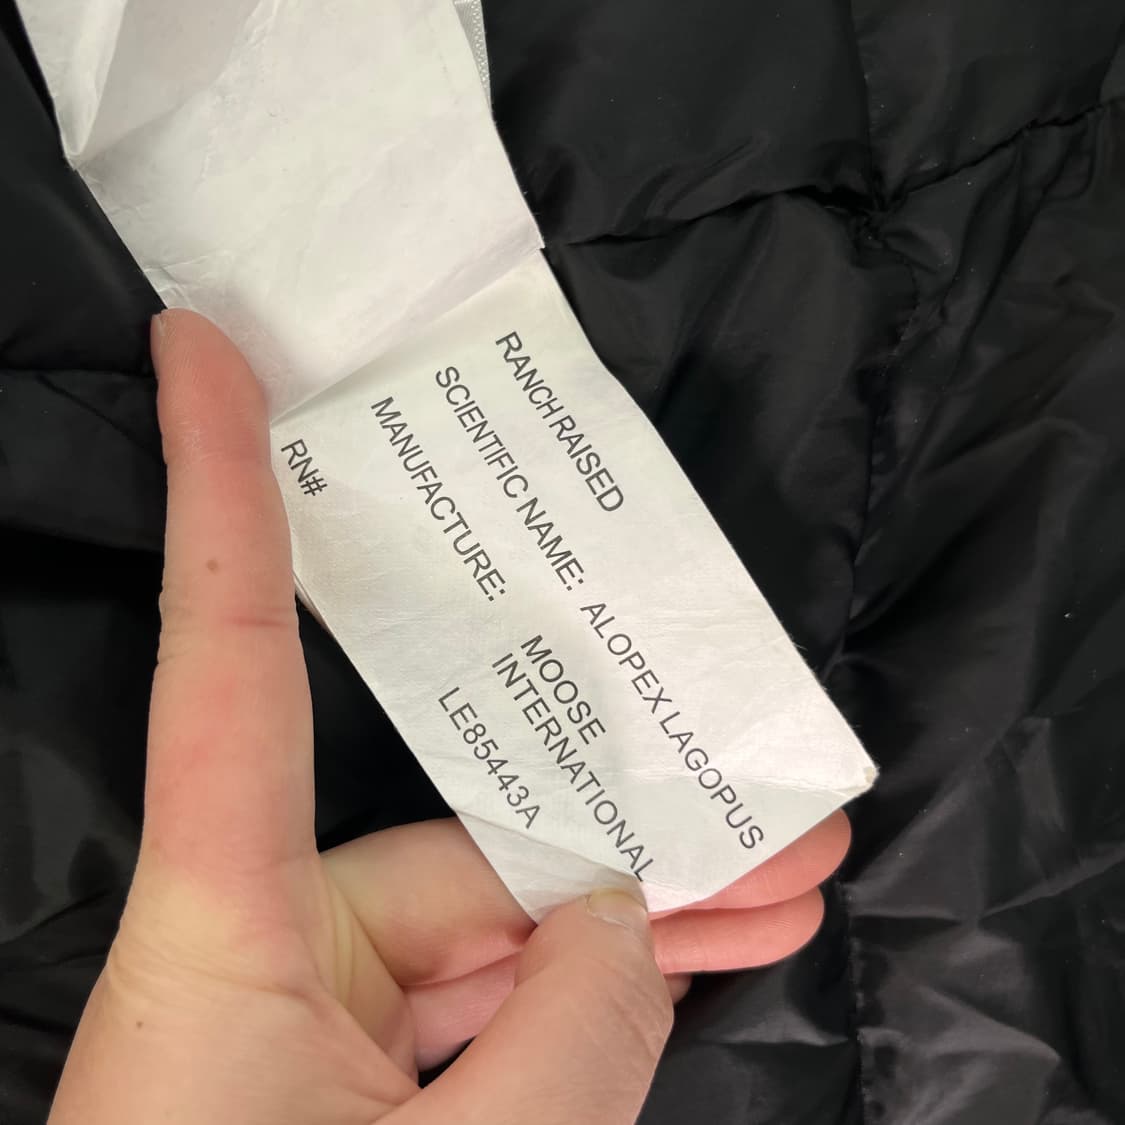 RANCH RAISED
SCIENTIFIC NAME: ALOPEX LAGOPUS
MANUFACTURE: MOOSE
INTERNATIONAL
RN# LE85443A